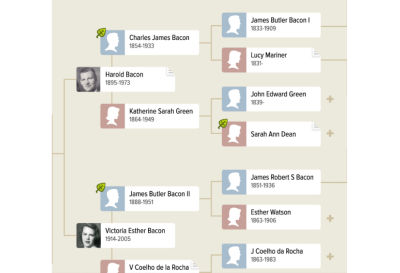 James Butler Bacon I
1833-1909
Charles James Bacon
1854-1933
Lucy Mariner
1831-
Harold Bacon
1895-1973
John Edward Green
1839-
Katherine Sarah Green
1864-1949
Sarah Ann Dean
James Robert S Bacon
1851-1936
James Butler Bacon II
1888-1951
Esther Watson
1863-1906
Victoria Esther Bacon
1914-2005
J Coelho da Rocha
1863-1983
V Coelho de la Rocha